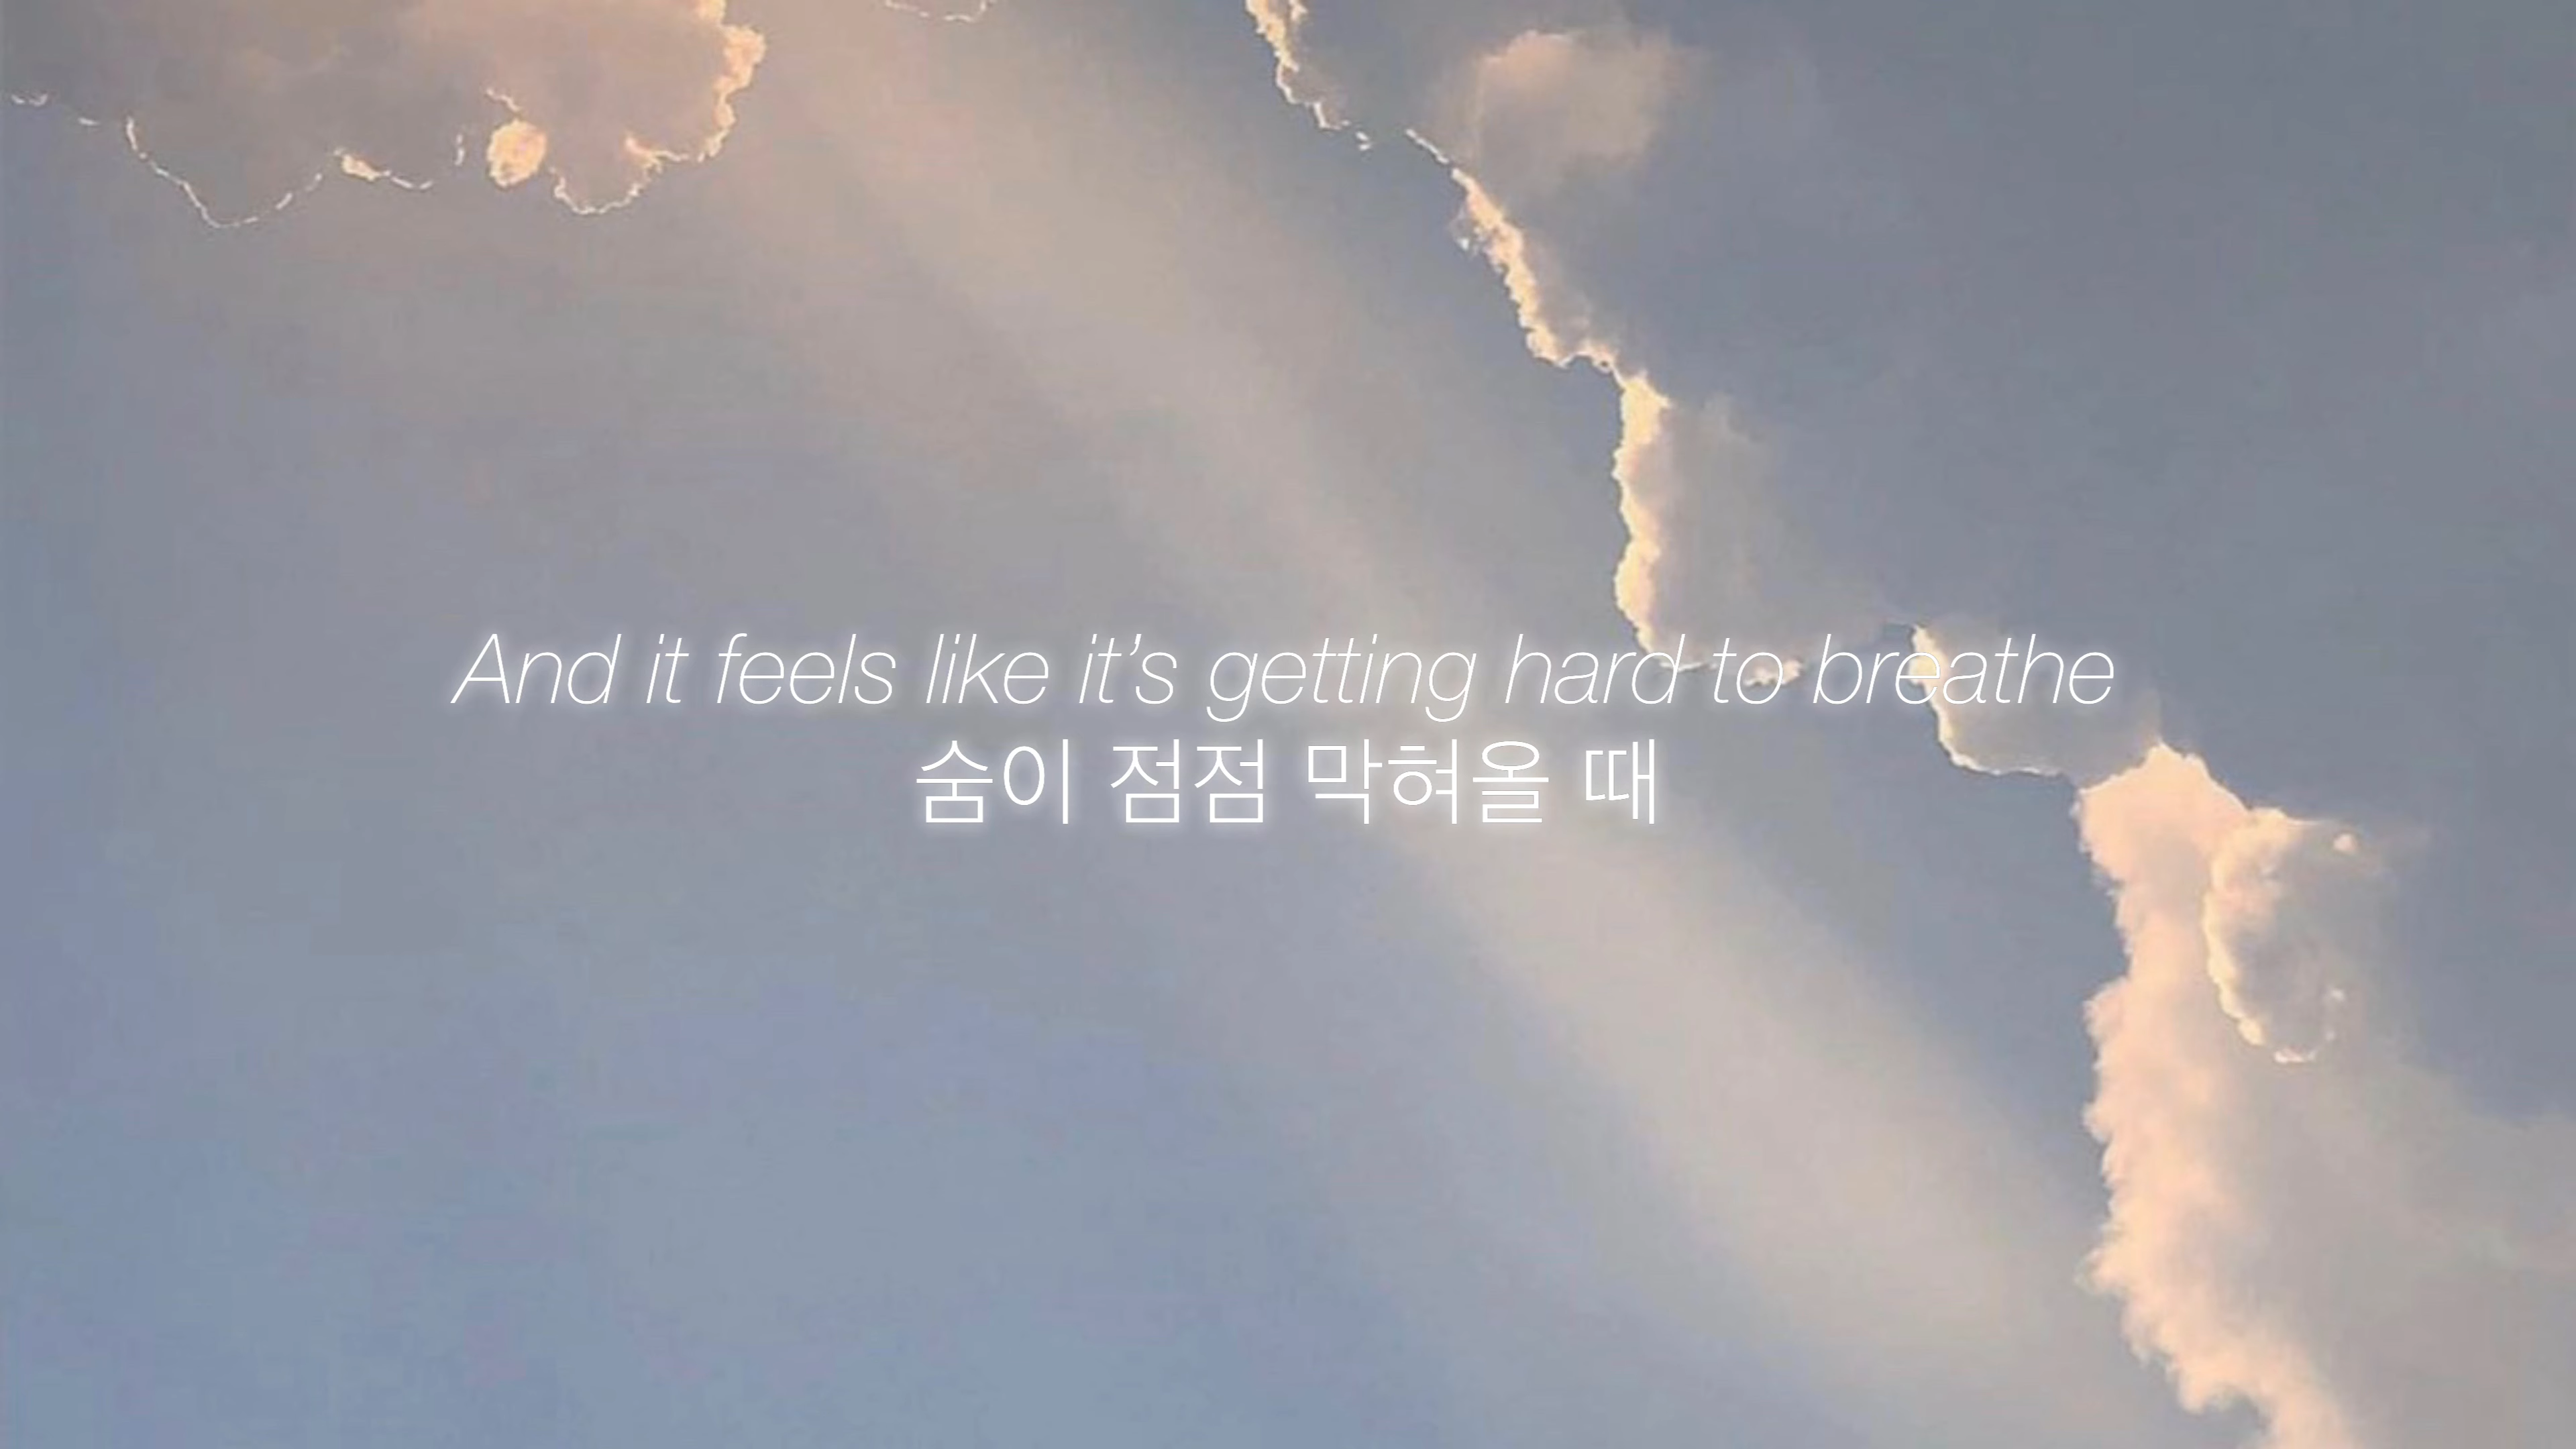 And it feels like it’s getting hard to breathe
숨이 점점 막혀올 때